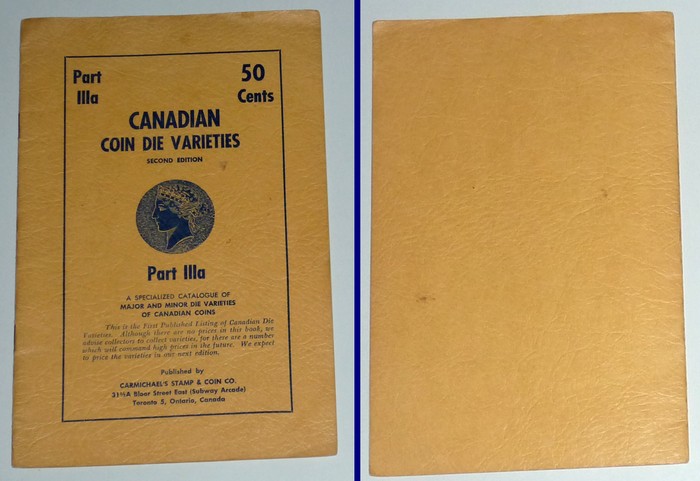 Part
IIIa
50
Cents
CANADIAN
COIN DIE VARIETIES
SECOND EDITION
Part IIIa
A SPECIALIZED CATALOGUE OF
MAJOR AND MINOR DIE VARIETIES
OF CANADIAN COINS
This is the First Published Listing of Canadian Die
Varieties. Although there are no prices in this book, we
advise collectors to collect varieties, for there are a number
which will command high prices in the future. We expect
to price the varieties in our next edition.
Published by
CARMICHAEL'S STAMP & COIN CO.
31½A Bloor Street East (Subway Arcade)
Toronto 5, Ontario, Canada